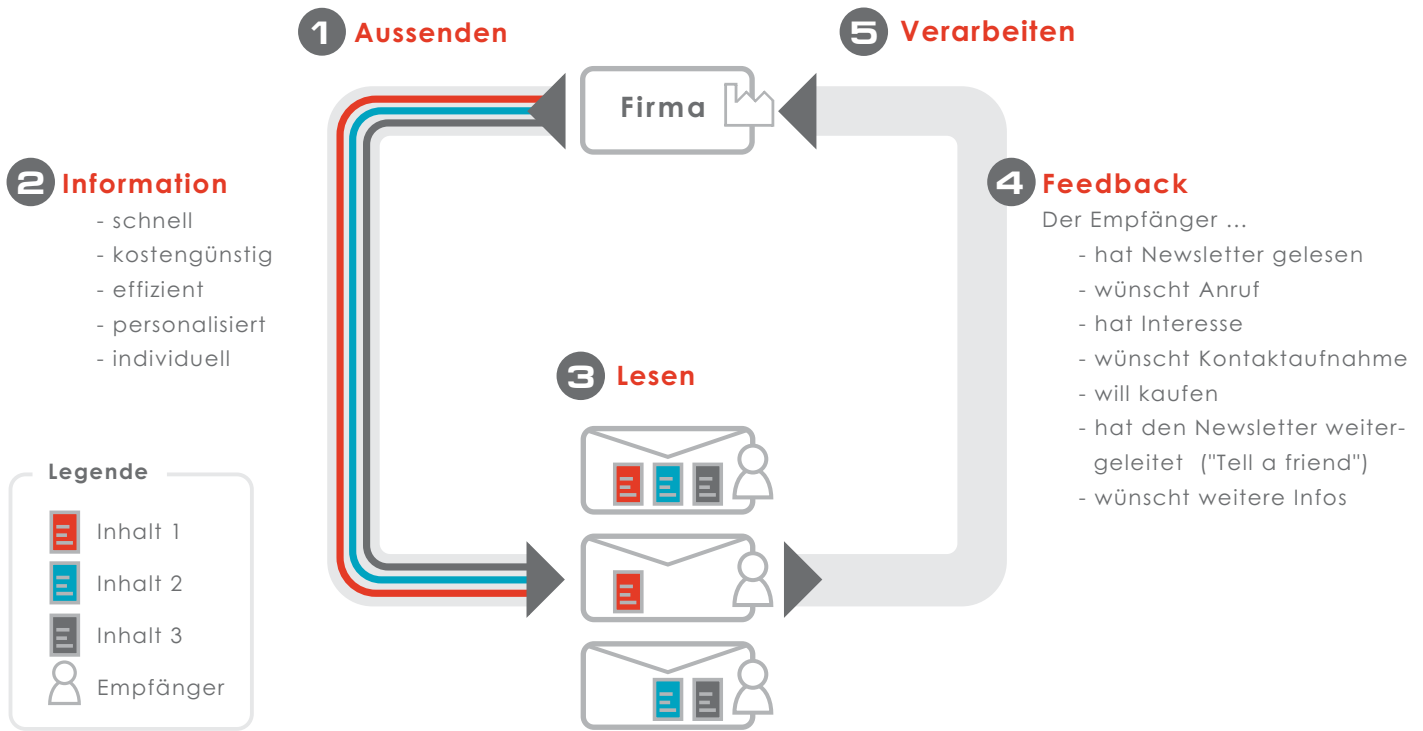 1 Aussenden
5 Verarbeiten
Firma
2 Information
- schnell
- kostengünstig
- effizient
- personalisiert
- individuell
4 Feedback
Der Empfänger ...
- hat Newsletter gelesen
- wünscht Anruf
- hat Interesse
- wünscht Kontaktaufnahme
- will kaufen
- hat den Newsletter weiter-
geleitet ("Tell a friend")
- wünscht weitere Infos
3 Lesen
Legende
Inhalt 1
Inhalt 2
Inhalt 3
Empfänger